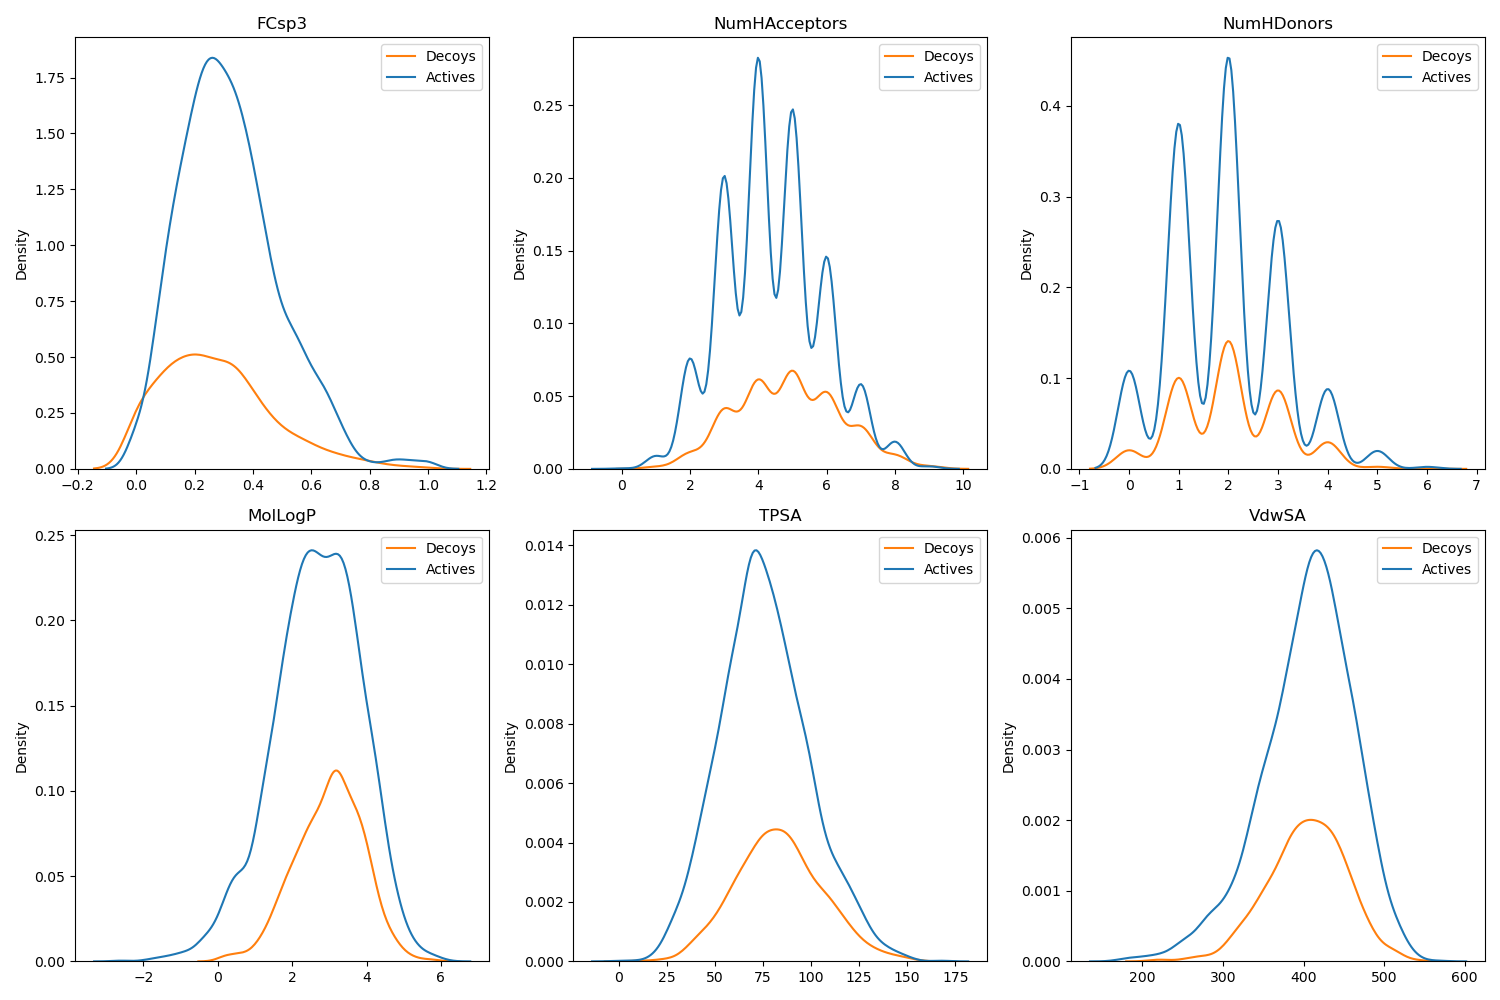 FCsp3
Density
1.75
1.50
1.25
1.00
0.75
0.50
0.25
0.00
−0.2 0.0 0.2 0.4 0.6 0.8 1.0 1.2
Decoys
Actives
NumHAcceptors
Density
0.25
0.20
0.15
0.10
0.05
0.00
0 2 4 6 8 10
Decoys
Actives
NumHDonors
Density
0.4
0.3
0.2
0.1
0.0
−1 0 1 2 3 4 5 6 7
Decoys
Actives
MolLogP
Density
0.25
0.20
0.15
0.10
0.05
0.00
−2 0 2 4 6
Decoys
Actives
TPSA
Density
0.014
0.012
0.010
0.008
0.006
0.004
0.002
0.000
0 25 50 75 100 125 150 175
Decoys
Actives
VdwSA
Density
0.006
0.005
0.004
0.003
0.002
0.001
0.000
200 300 400 500 600
Decoys
Actives